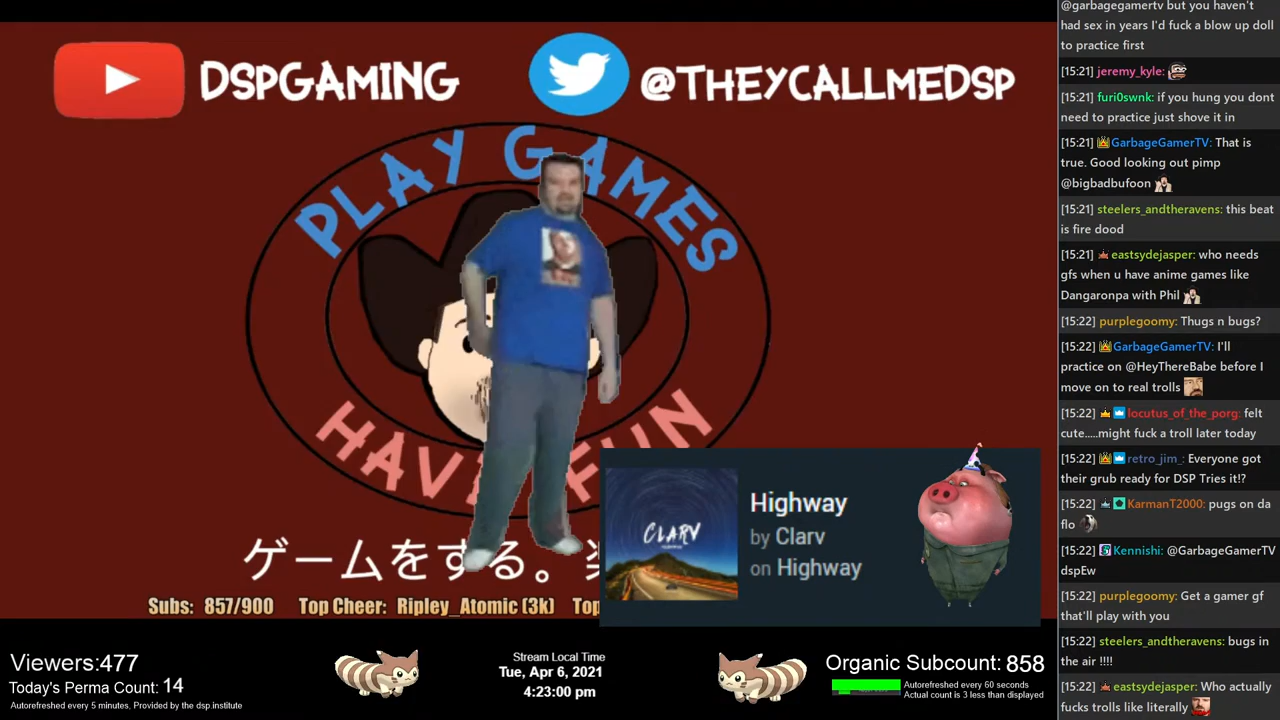 DSPGAMING
@THEYCALLMEDSP
PLAY GAMES
HAVE FUN
ゲームをする。
Subs: 857/900 Top Cheer: Ripley_Atomic (3k) Top
Highway
by Clarv
on Highway
CLARV
Viewers:477
Today's Perma Count: 14
Autorefreshed every 5 minutes, Provided by the dsp.institute
Stream Local Time
Tue, Apr 6, 2021
4:23:00 pm
Organic Subcount: 858
Autorefreshed every 60 seconds
Actual count is 3 less than displayed
@garbagegamertv but you haven't
had sex in years I'd fuck a blow up doll
to practice first
[15:21] jeremy_kyle:
[15:21] furi0swnk: if you hung you dont
need to practice just shove it in
[15:21] GarbageGamerTV: That is
true. Good looking out pimp
@bigbadbufoon
[15:21] steelers_andtheravens: this beat
is fire dood
[15:21] eastsydejasper: who needs
gfs when u have anime games like
Dangaronpa with Phil
[15:22] purplegoomy: Thugs n bugs?
[15:22] GarbageGamerTV: I'll
practice on @HeyThereBabe before I
move on to real trolls
[15:22] locutus_of_the_porg: felt
cute.....might fuck a troll later today
[15:22] retro_jim_: Everyone got
their grub ready for DSP Tries it!?
[15:22] KarmanT2000: pugs on da
flo
[15:22] Kennishi: @GarbageGamerTV
dspEw
[15:22] purplegoomy: Get a gamer gf
that'll play with you
[15:22] steelers_andtheravens: bugs in
the air !!!!
[15:22] eastsydejasper: Who actually
fucks trolls like literally